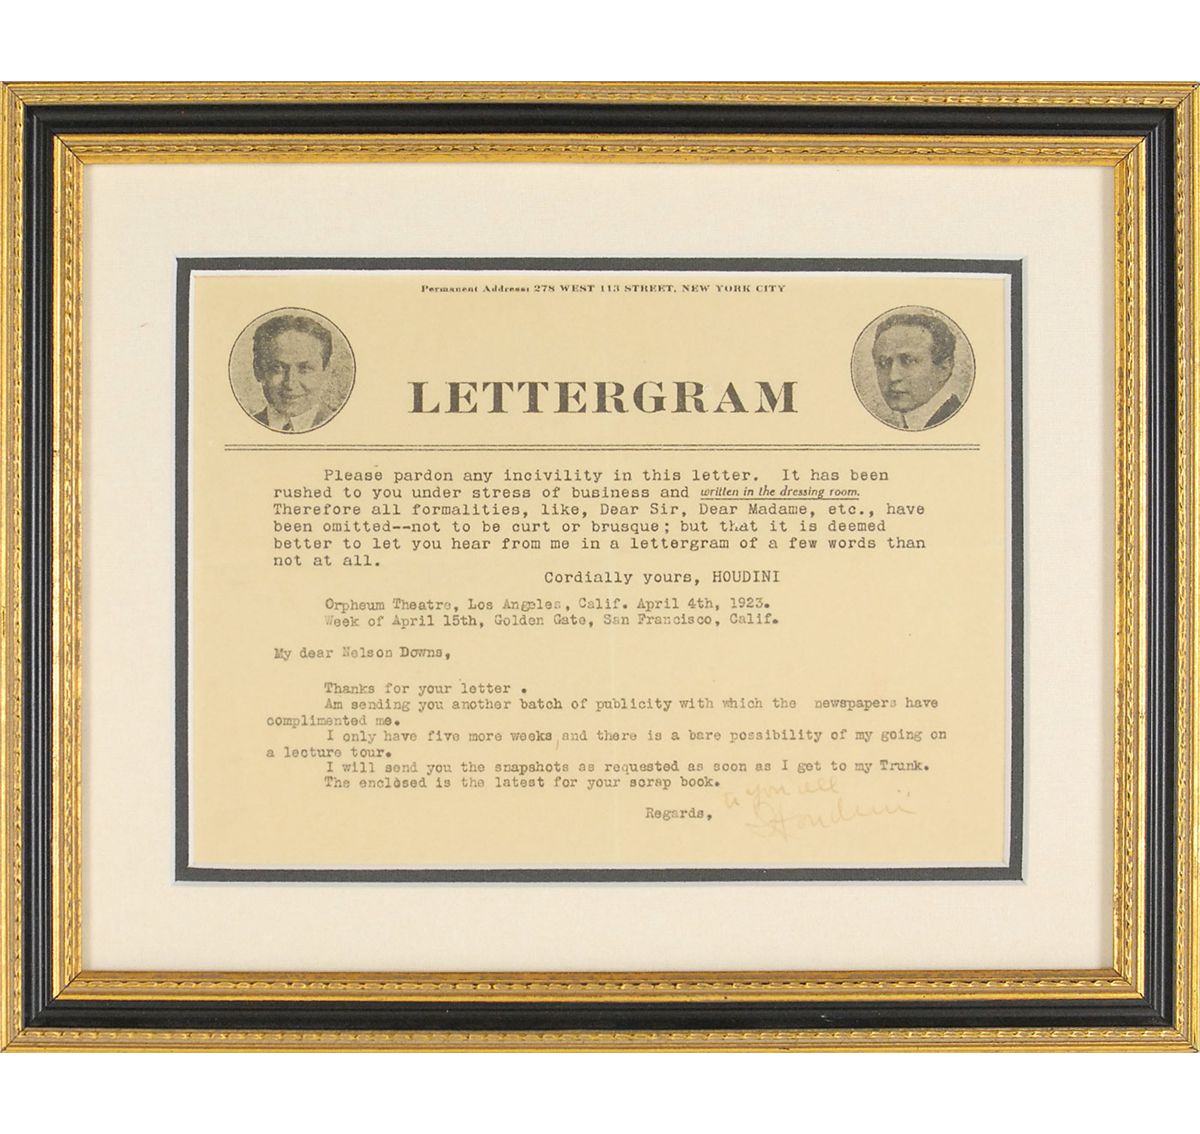 Permanent Address: 278 WEST 113 STREET, NEW YORK CITY
LETTERGRAM
Please pardon any incivility in this letter. It has been
rushed to you under stress of business and written in the dressing room.
Therefore all formalities, like, Dear Sir, Dear Madame, etc., have
been omitted--not to be curt or brusque; but that it is deemed
better to let you hear from me in a lettergram of a few words than
not at all.
Cordially yours, HOUDINI
Orpheum Theatre, Los Angeles, Calif. April 4th, 1923.
Week of April 15th, Golden Gate, San Francisco, Calif.
My dear Nelson Downs,
Thanks for your letter .
Am sending you another batch of publicity with which the newspapers have
complimented me.
I only have five more weeks,and there is a bare possibility of my going on
a lecture tour.
I will send you the snapshots as requested as soon as I get to my Trunk.
The enclosed is the latest for your scrap book.
to you all
Regards, Houdini